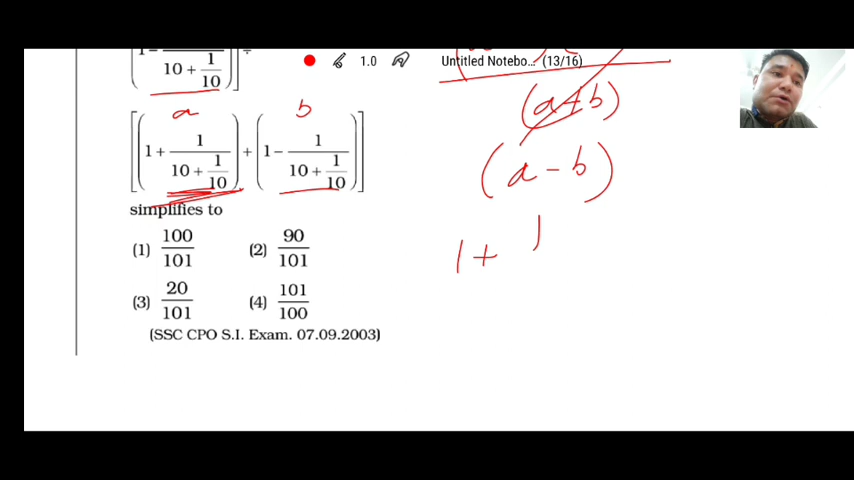 (1 - 1/(10 + 1/10))] ÷
1.0 Untitled Notebo... (13/16)
a b
(a+b)
[(1 + 1/(10 + 1/10)) + (1 - 1/(10 + 1/10))]
(a - b)
simplifies to
1 + 1
(1) 100/101 (2) 90/101
(3) 20/101 (4) 101/100
(SSC CPO S.I. Exam. 07.09.2003)